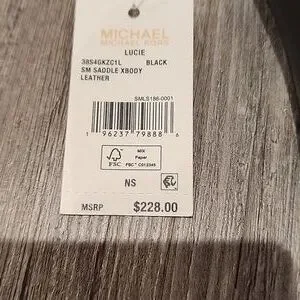 MICHAEL
MICHAEL KORS
LUCIE
38S4GKZC1L BLACK
SM SADDLE XBODY
LEATHER
SMLS186-0001
1 96237 79888 6
FSC
MIX
Paper
FSC® C012345
NS
MSRP $228.00